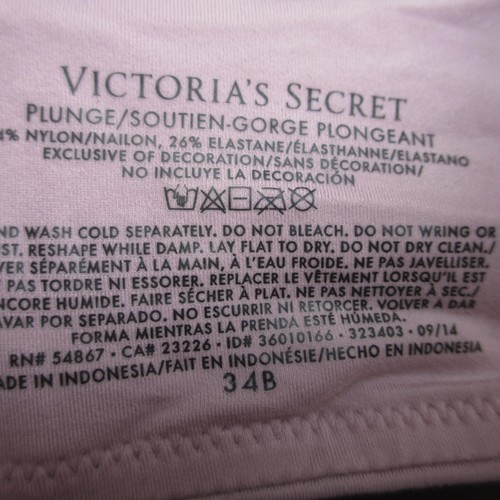 VICTORIA'S SECRET
PLUNGE/SOUTIEN-GORGE PLONGEANT
4% NYLON/NAILON, 26% ELASTANE/ÉLASTHANNE/ELASTANO
EXCLUSIVE OF DECORATION/SANS DÉCORATION/
NO INCLUYE LA DECORACIÓN
ND WASH COLD SEPARATELY. DO NOT BLEACH. DO NOT WRING OR
IST. RESHAPE WHILE DAMP. LAY FLAT TO DRY. DO NOT DRY CLEAN./
VER SÉPARÉMENT À LA MAIN, À L'EAU FROIDE. NE PAS JAVELLISER.
PAS TORDRE NI ESSORER. REPLACER LE VÊTEMENT LORSQU'IL EST
NCORE HUMIDE. FAIRE SÉCHER À PLAT. NE PAS NETTOYER À SEC./
AVAR POR SEPARADO. NO ESCURRIR NI RETORCER. VOLVER A DAR
FORMA MIENTRAS LA PRENDA ESTÉ HÚMEDA.
RN# 54867 • CA# 23226 • ID# 36010166 • 323403 • 09/14
ADE IN INDONESIA/FAIT EN INDONÉSIE/HECHO EN INDONESIA
34B